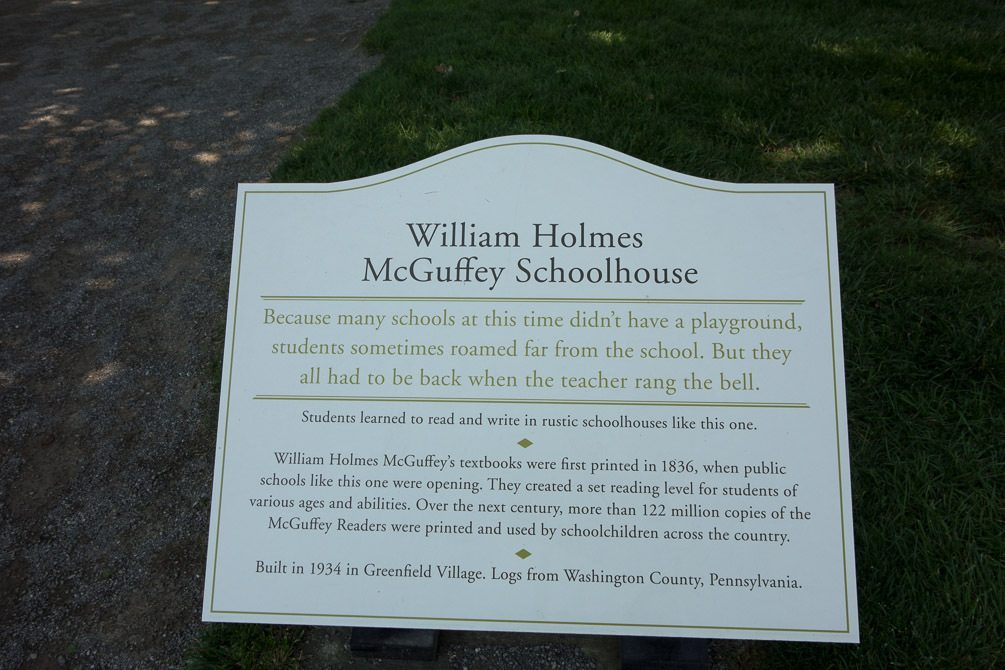 William Holmes
McGuffey Schoolhouse
Because many schools at this time didn't have a playground,
students sometimes roamed far from the school. But they
all had to be back when the teacher rang the bell.
Students learned to read and write in rustic schoolhouses like this one.
William Holmes McGuffey's textbooks were first printed in 1836, when public
schools like this one were opening. They created a set reading level for students of
various ages and abilities. Over the next century, more than 122 million copies of the
McGuffey Readers were printed and used by schoolchildren across the country.
Built in 1934 in Greenfield Village. Logs from Washington County, Pennsylvania.